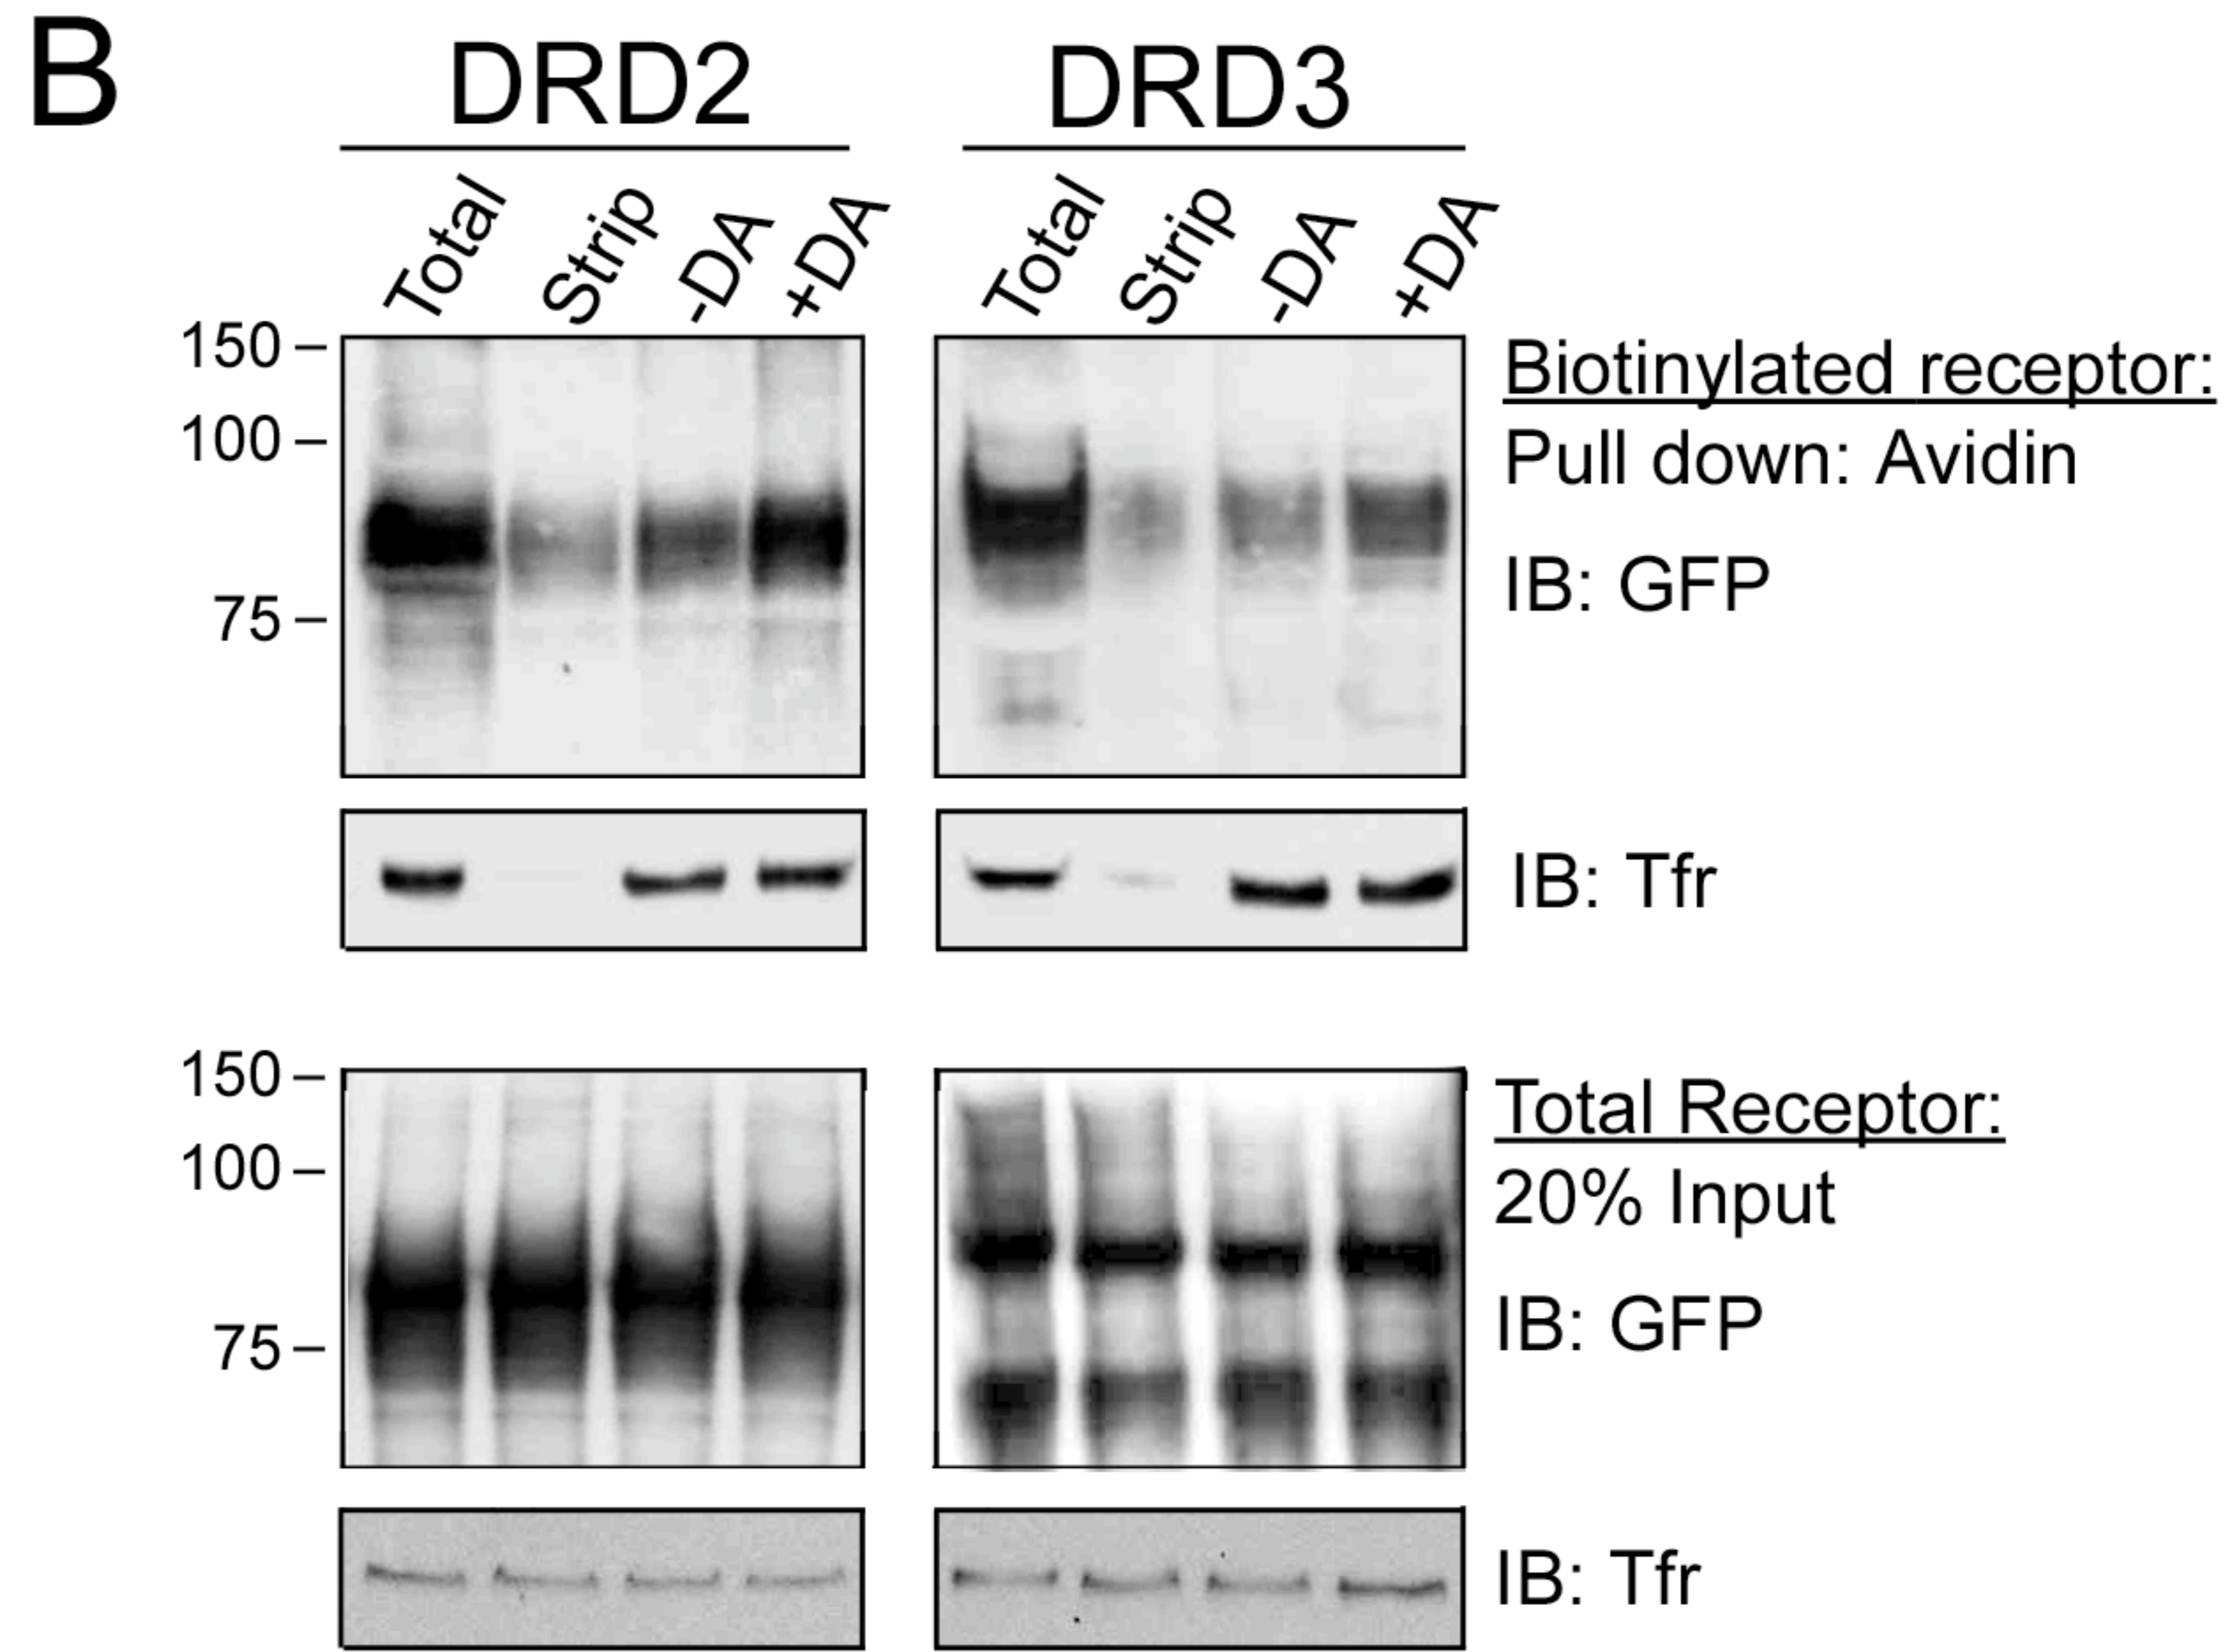 B
DRD2
DRD3
Total
Strip
-DA
+DA
Total
Strip
-DA
+DA
150
100
75
Biotinylated receptor:
Pull down: Avidin
IB: GFP
IB: Tfr
150
100
75
Total Receptor:
20% Input
IB: GFP
IB: Tfr